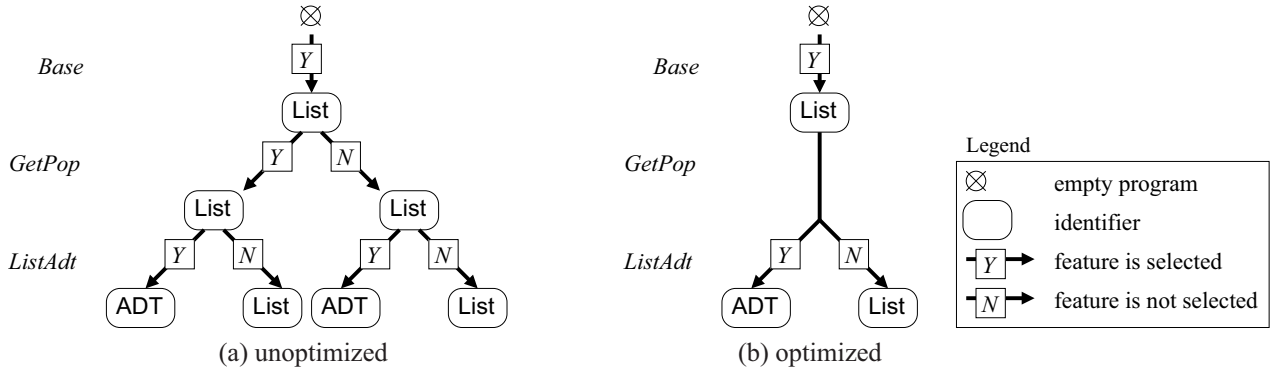 Base
Y
List
GetPop
Y N
List List
ListAdt
Y N Y N
ADT List ADT List
(a) unoptimized
Base
Y
List
GetPop
ListAdt
Y N
ADT List
(b) optimized
Legend
empty program
identifier
Y feature is selected
N feature is not selected